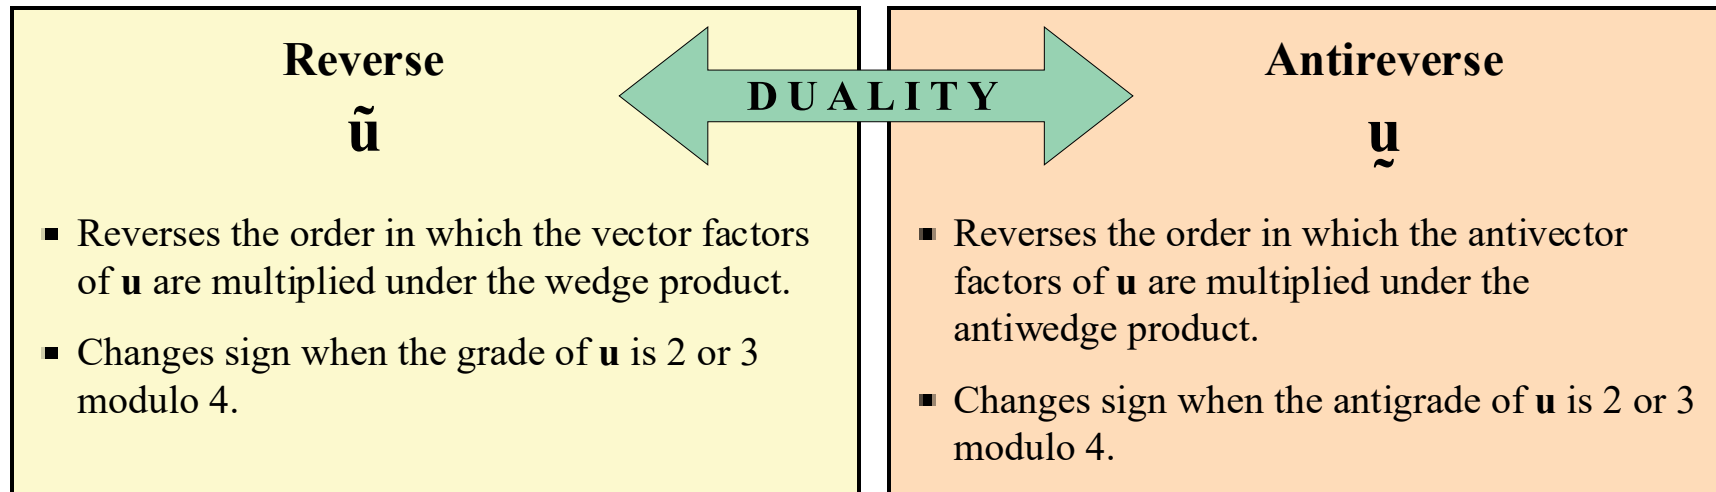 Reverse
ũ
▪ Reverses the order in which the vector factors
of u are multiplied under the wedge product.
▪ Changes sign when the grade of u is 2 or 3
modulo 4.
DUALITY
Antireverse
ṵ
▪ Reverses the order in which the antivector
factors of u are multiplied under the
antiwedge product.
▪ Changes sign when the antigrade of u is 2 or 3
modulo 4.